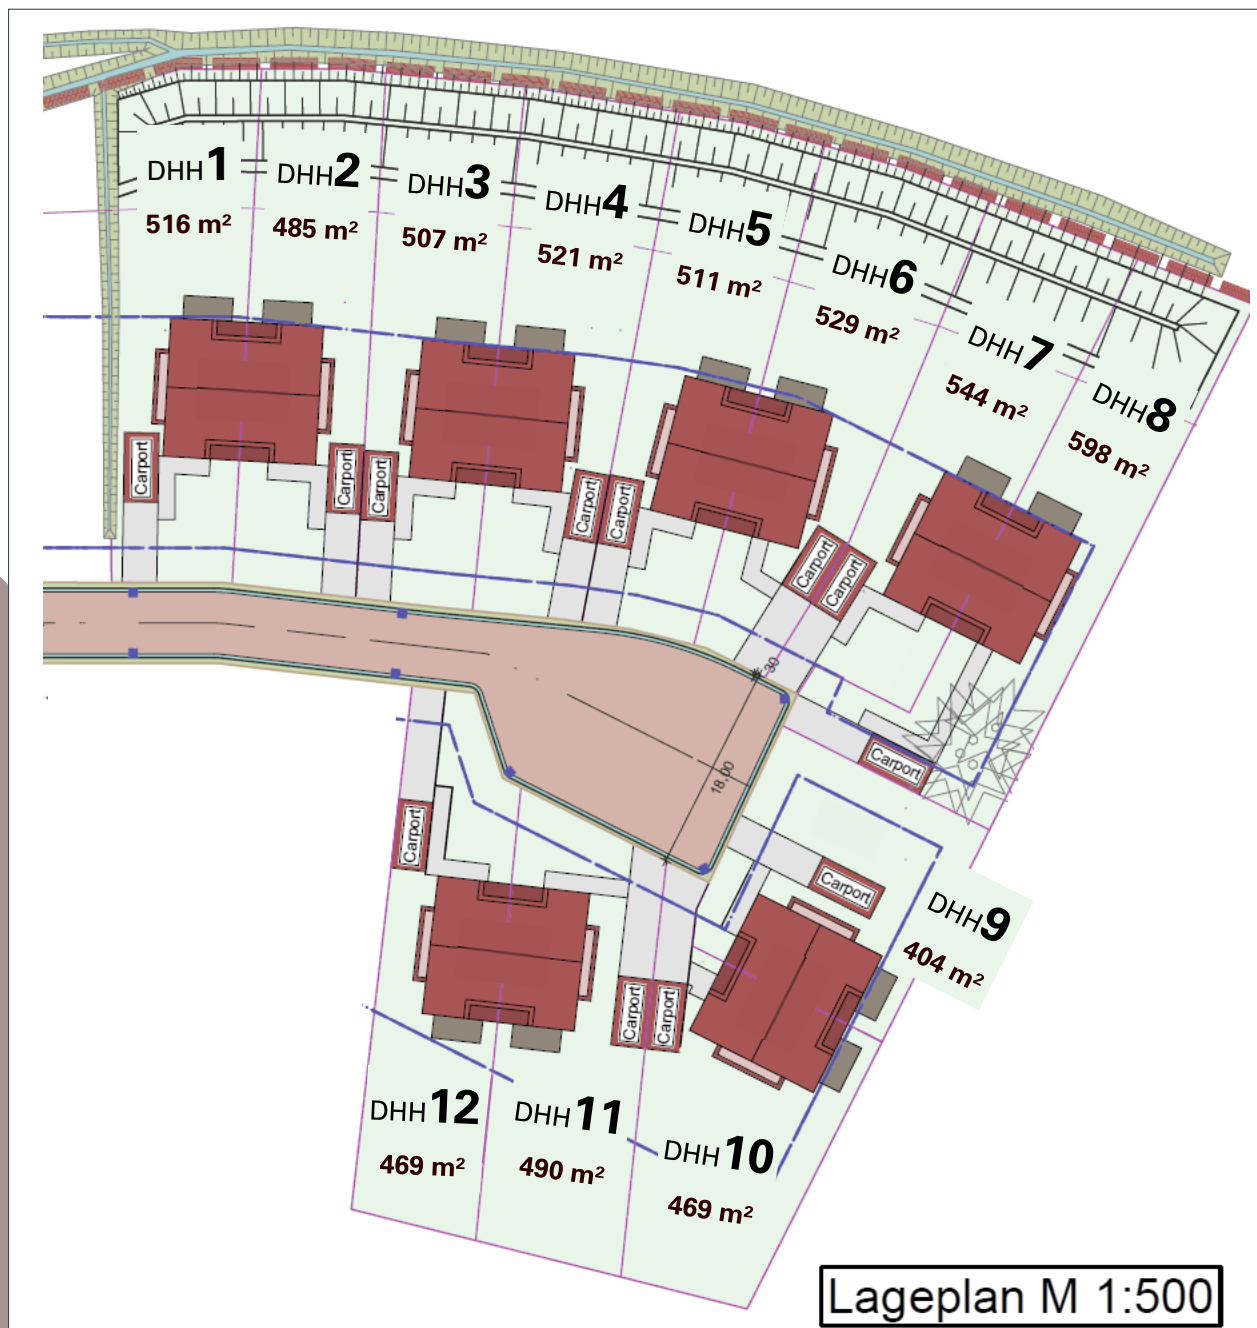 DHH1
516 m²
DHH2
485 m²
DHH3
507 m²
DHH4
521 m²
DHH5
511 m²
DHH6
529 m²
DHH7
544 m²
DHH8
598 m²
Carport
Carport
Carport
Carport
Carport
Carport
Carport
Carport
18,00
Carport
Carport
DHH9
404 m²
Carport
Carport
DHH12
469 m²
DHH11
490 m²
DHH10
469 m²
Lageplan M 1:500